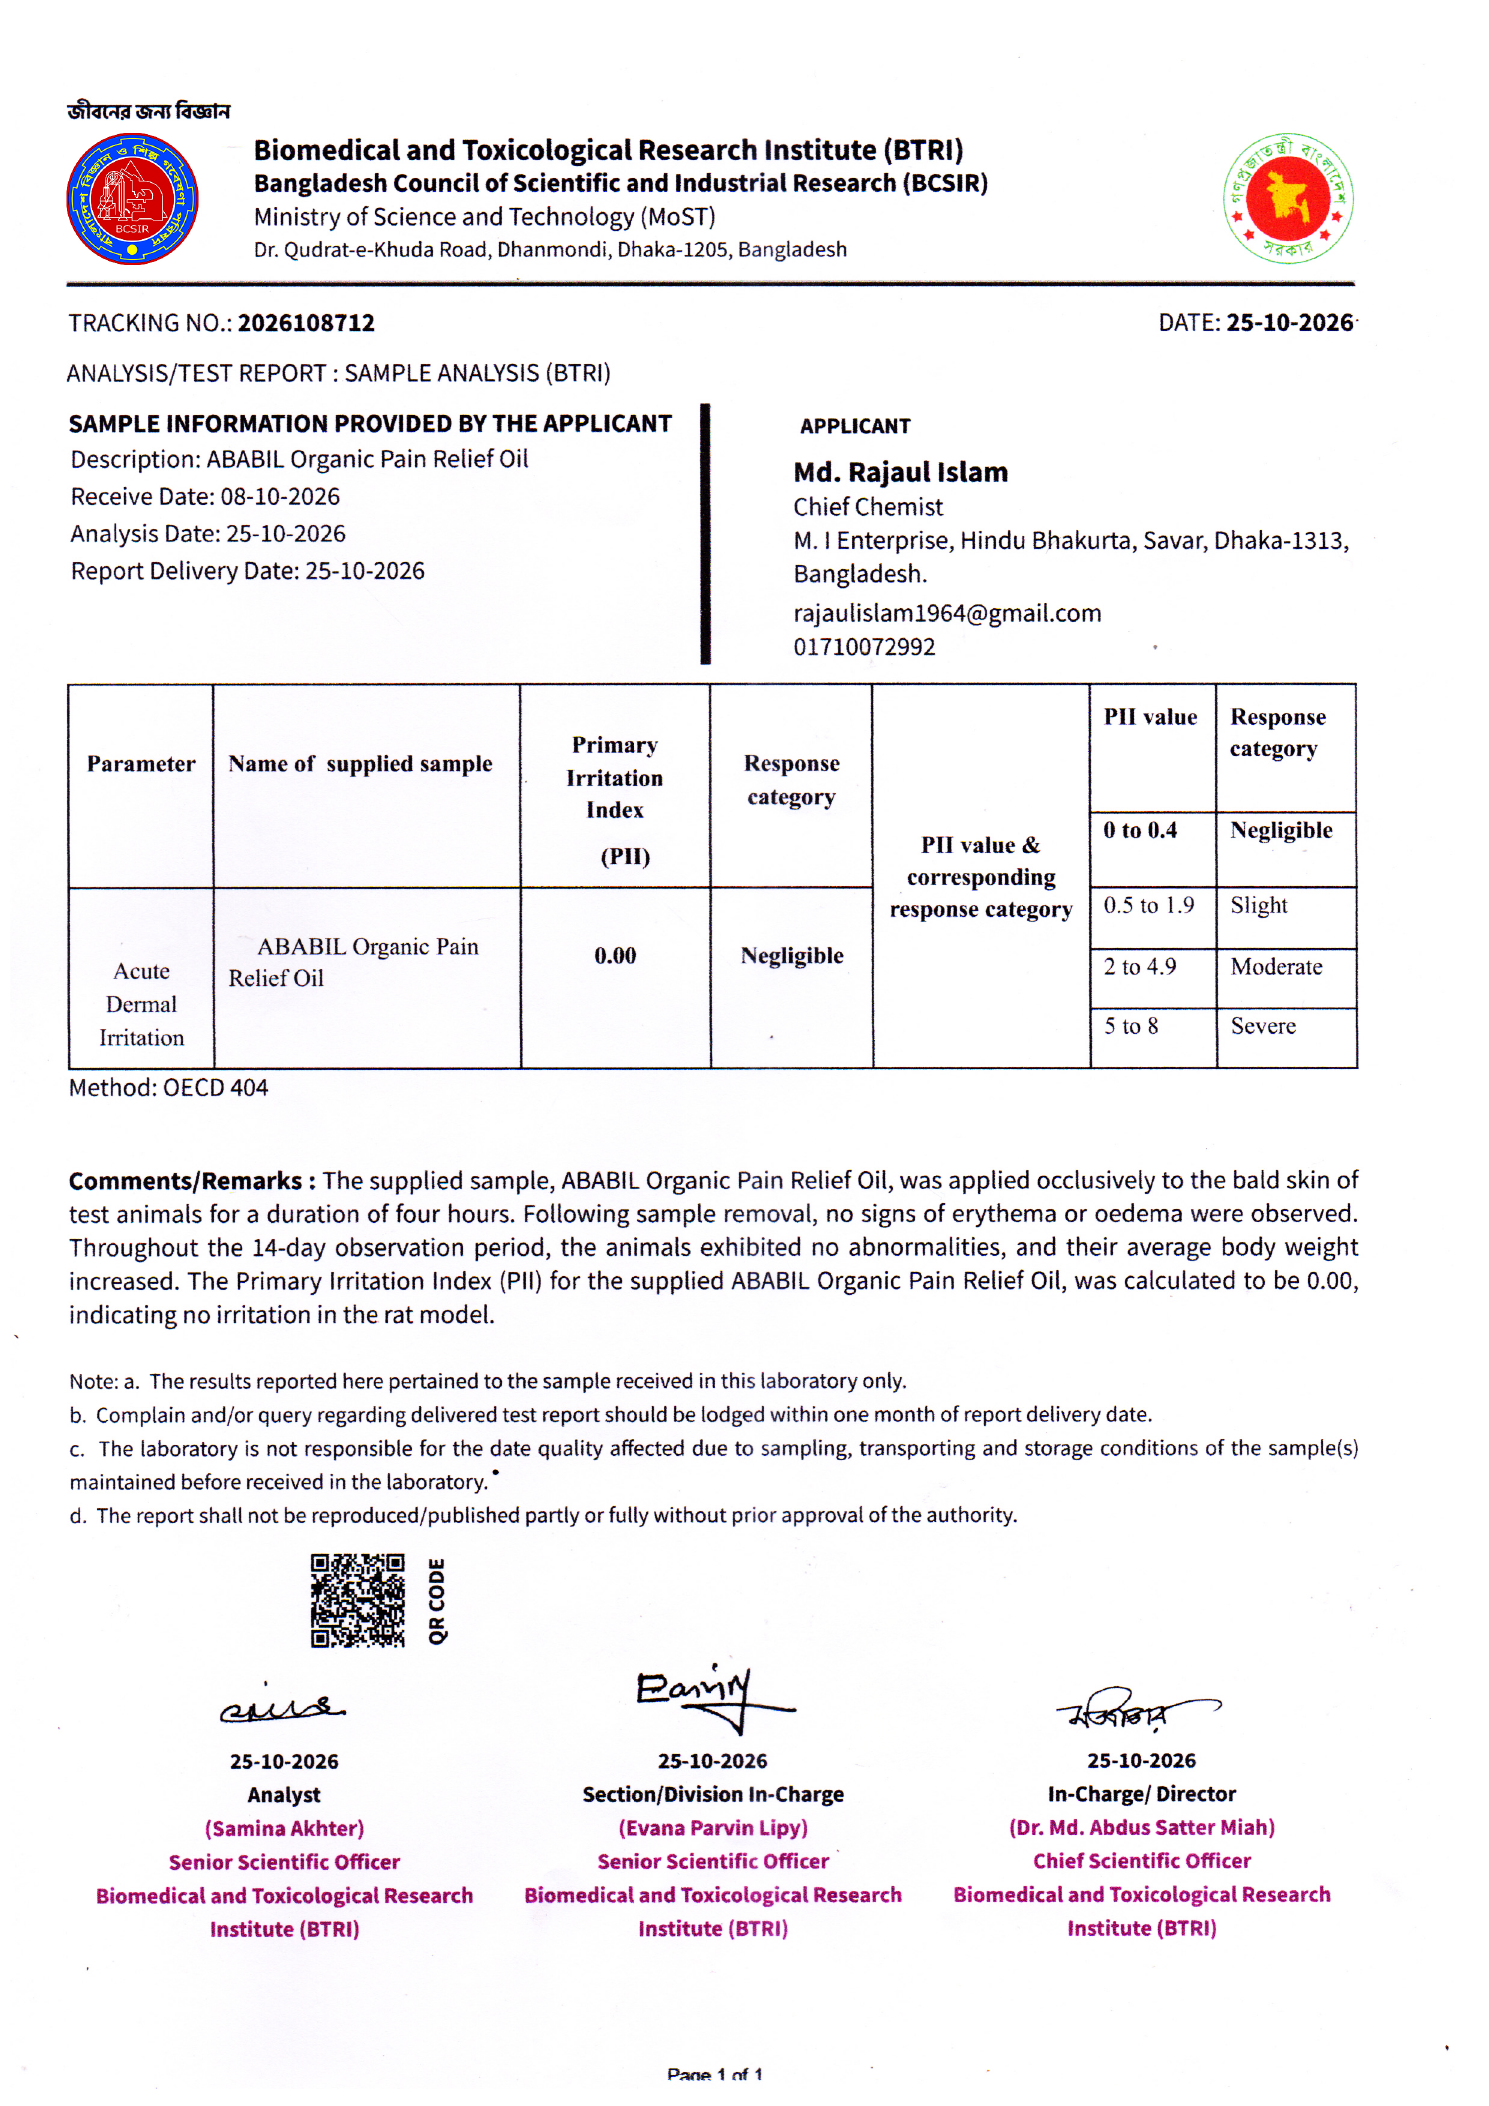 জীবনের জন্য বিজ্ঞান
Biomedical and Toxicological Research Institute (BTRI)
Bangladesh Council of Scientific and Industrial Research (BCSIR)
Ministry of Science and Technology (MoST)
Dr. Qudrat-e-Khuda Road, Dhanmondi, Dhaka-1205, Bangladesh
বাংলাদেশ বিজ্ঞান ও শিল্প গবেষণা পরিষদ
BCSIR
গণপ্রজাতন্ত্রী বাংলাদেশ
সরকার
TRACKING NO.: 2026108712
DATE: 25-10-2026
ANALYSIS/TEST REPORT : SAMPLE ANALYSIS (BTRI)
SAMPLE INFORMATION PROVIDED BY THE APPLICANT
Description: ABABIL Organic Pain Relief Oil
Receive Date: 08-10-2026
Analysis Date: 25-10-2026
Report Delivery Date: 25-10-2026
APPLICANT
Md. Rajaul Islam
Chief Chemist
M. I Enterprise, Hindu Bhakurta, Savar, Dhaka-1313,
Bangladesh.
rajaulislam1964@gmail.com
01710072992
Parameter
Name of supplied sample
Primary
Irritation
Index
(PII)
Response
category
PII value &
corresponding
response category
PII value
Response
category
0 to 0.4
Negligible
0.5 to 1.9
Slight
2 to 4.9
Moderate
5 to 8
Severe
Acute
Dermal
Irritation
ABABIL Organic Pain
Relief Oil
0.00
Negligible
Method: OECD 404
Comments/Remarks : The supplied sample, ABABIL Organic Pain Relief Oil, was applied occlusively to the bald skin of
test animals for a duration of four hours. Following sample removal, no signs of erythema or oedema were observed.
Throughout the 14-day observation period, the animals exhibited no abnormalities, and their average body weight
increased. The Primary Irritation Index (PII) for the supplied ABABIL Organic Pain Relief Oil, was calculated to be 0.00,
indicating no irritation in the rat model.
Note: a. The results reported here pertained to the sample received in this laboratory only.
b. Complain and/or query regarding delivered test report should be lodged within one month of report delivery date.
c. The laboratory is not responsible for the date quality affected due to sampling, transporting and storage conditions of the sample(s)
maintained before received in the laboratory.
d. The report shall not be reproduced/published partly or fully without prior approval of the authority.
QR CODE
25-10-2026
Analyst
(Samina Akhter)
Senior Scientific Officer
Biomedical and Toxicological Research
Institute (BTRI)
25-10-2026
Section/Division In-Charge
(Evana Parvin Lipy)
Senior Scientific Officer
Biomedical and Toxicological Research
Institute (BTRI)
25-10-2026
In-Charge/ Director
(Dr. Md. Abdus Satter Miah)
Chief Scientific Officer
Biomedical and Toxicological Research
Institute (BTRI)
Page 1 of 1